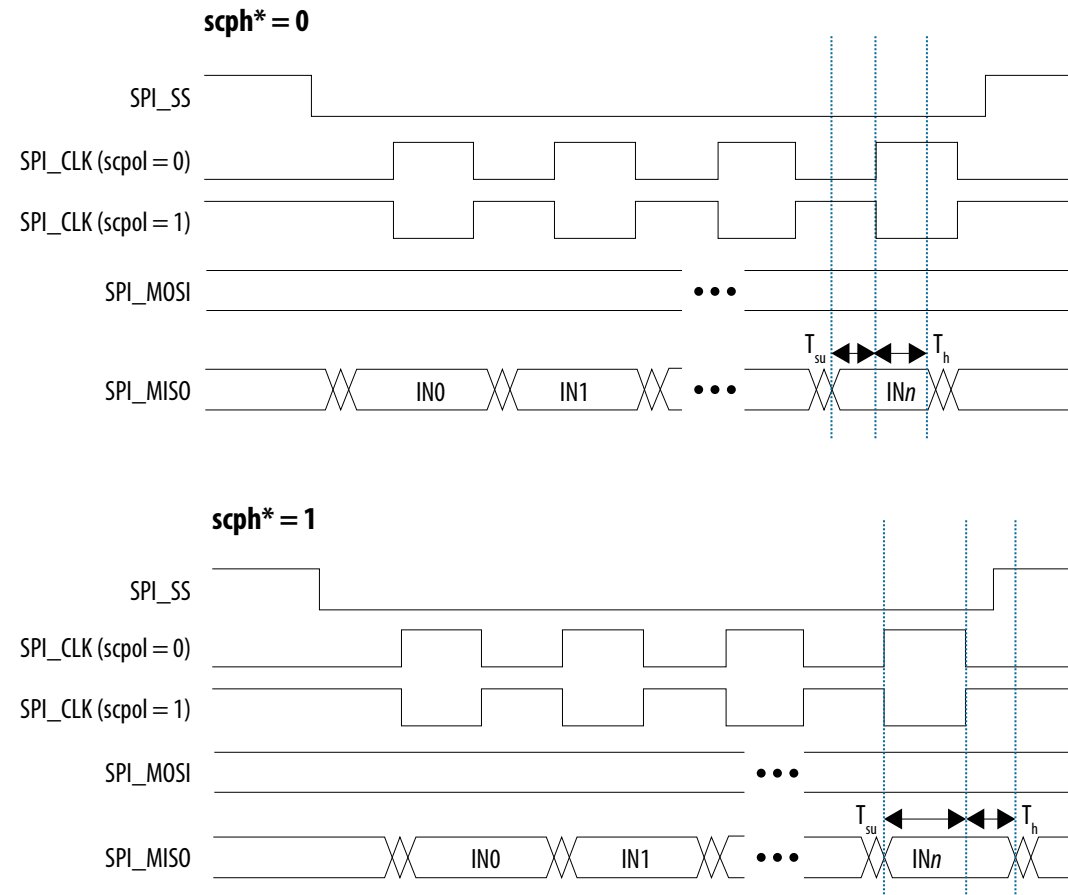 scph* = 0
SPI_SS
SPI_CLK (scpol = 0)
SPI_CLK (scpol = 1)
SPI_MOSI
•••
Tsu
Th
SPI_MISO
IN0
IN1
•••
INn
scph* = 1
SPI_SS
SPI_CLK (scpol = 0)
SPI_CLK (scpol = 1)
SPI_MOSI
•••
Tsu
Th
SPI_MISO
IN0
IN1
•••
INn